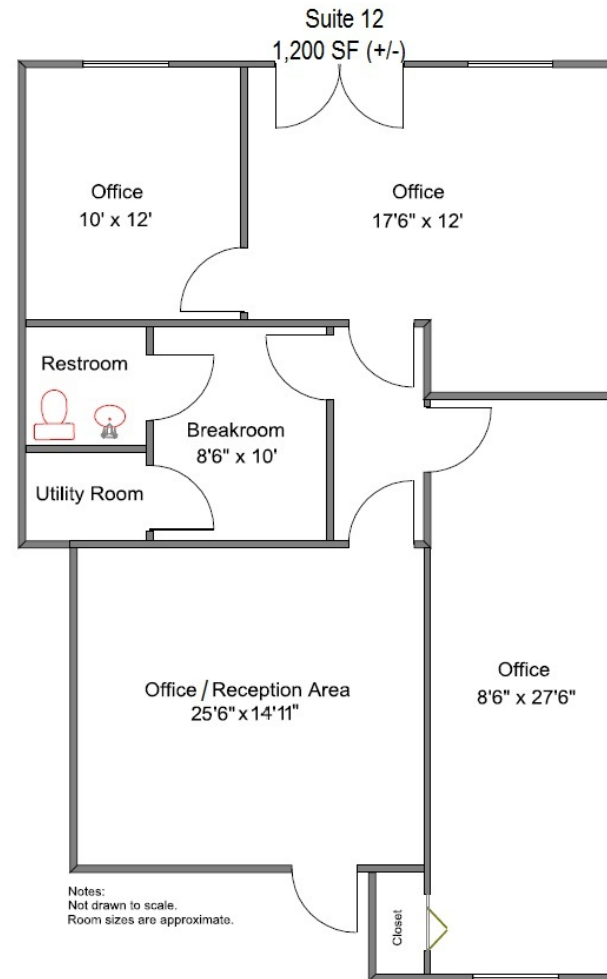 Suite 12
1,200 SF (+/-)
Office
10' x 12'
Office
17'6" x 12'
Restroom
Breakroom
8'6" x 10'
Utility Room
Office / Reception Area
25'6" x 14'11"
Office
8'6" x 27'6"
Notes:
Not drawn to scale.
Room sizes are approximate.
Closet